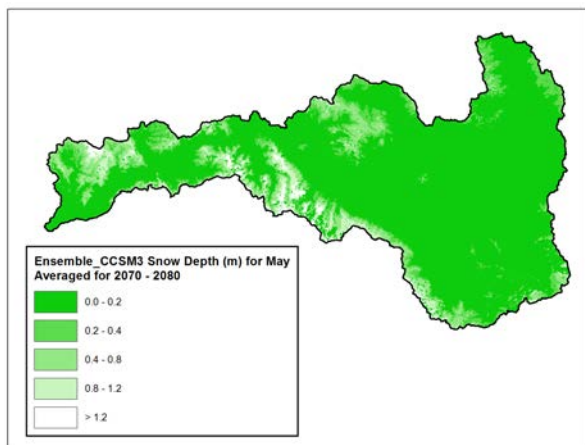 Ensemble_CCSM3 Snow Depth (m) for May
Averaged for 2070 - 2080
0.0 - 0.2
0.2 - 0.4
0.4 - 0.8
0.8 - 1.2
> 1.2